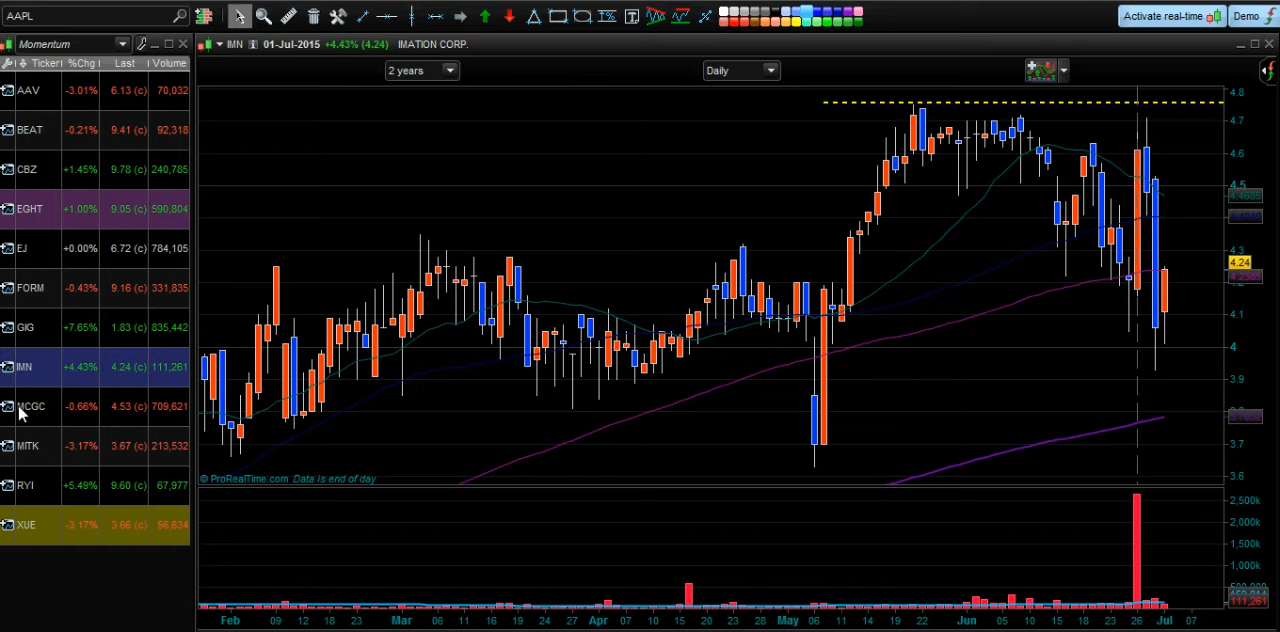 AAPL
Activate real-time
Demo
Momentum
IMN 01-Jul-2015 +4.43% (4.24) IMATION CORP.
Ticker %Chg Last Volume
2 years
Daily
AAV -3.01% 6.13 (c) 70,032
BEAT -0.21% 9.41 (c) 92,318
CBZ +1.45% 9.78 (c) 240,785
EGHT +1.00% 9.05 (c) 590,804
EJ +0.00% 6.72 (c) 784,105
FORM -0.43% 9.16 (c) 331,835
GIG +7.65% 1.83 (c) 835,442
IMN +4.43% 4.24 (c) 111,261
MCGC -0.66% 4.53 (c) 709,621
MITK -3.17% 3.67 (c) 213,532
RYI +5.49% 9.60 (c) 67,977
XUE -3.17% 3.66 (c) 56,634
4.8
4.7
4.6
4.5
4.3
4.24
4.1
4
3.9
3.7
3.6
© ProRealTime.com Data is end of day
2,500k
2,000k
1,500k
1,000k
111,261
Feb 09 12 18 23 Mar 06 11 16 19 24 27 Apr 07 10 15 20 23 28 May 06 11 14 19 22 Jun 04 10 15 18 23 26 Jul 07